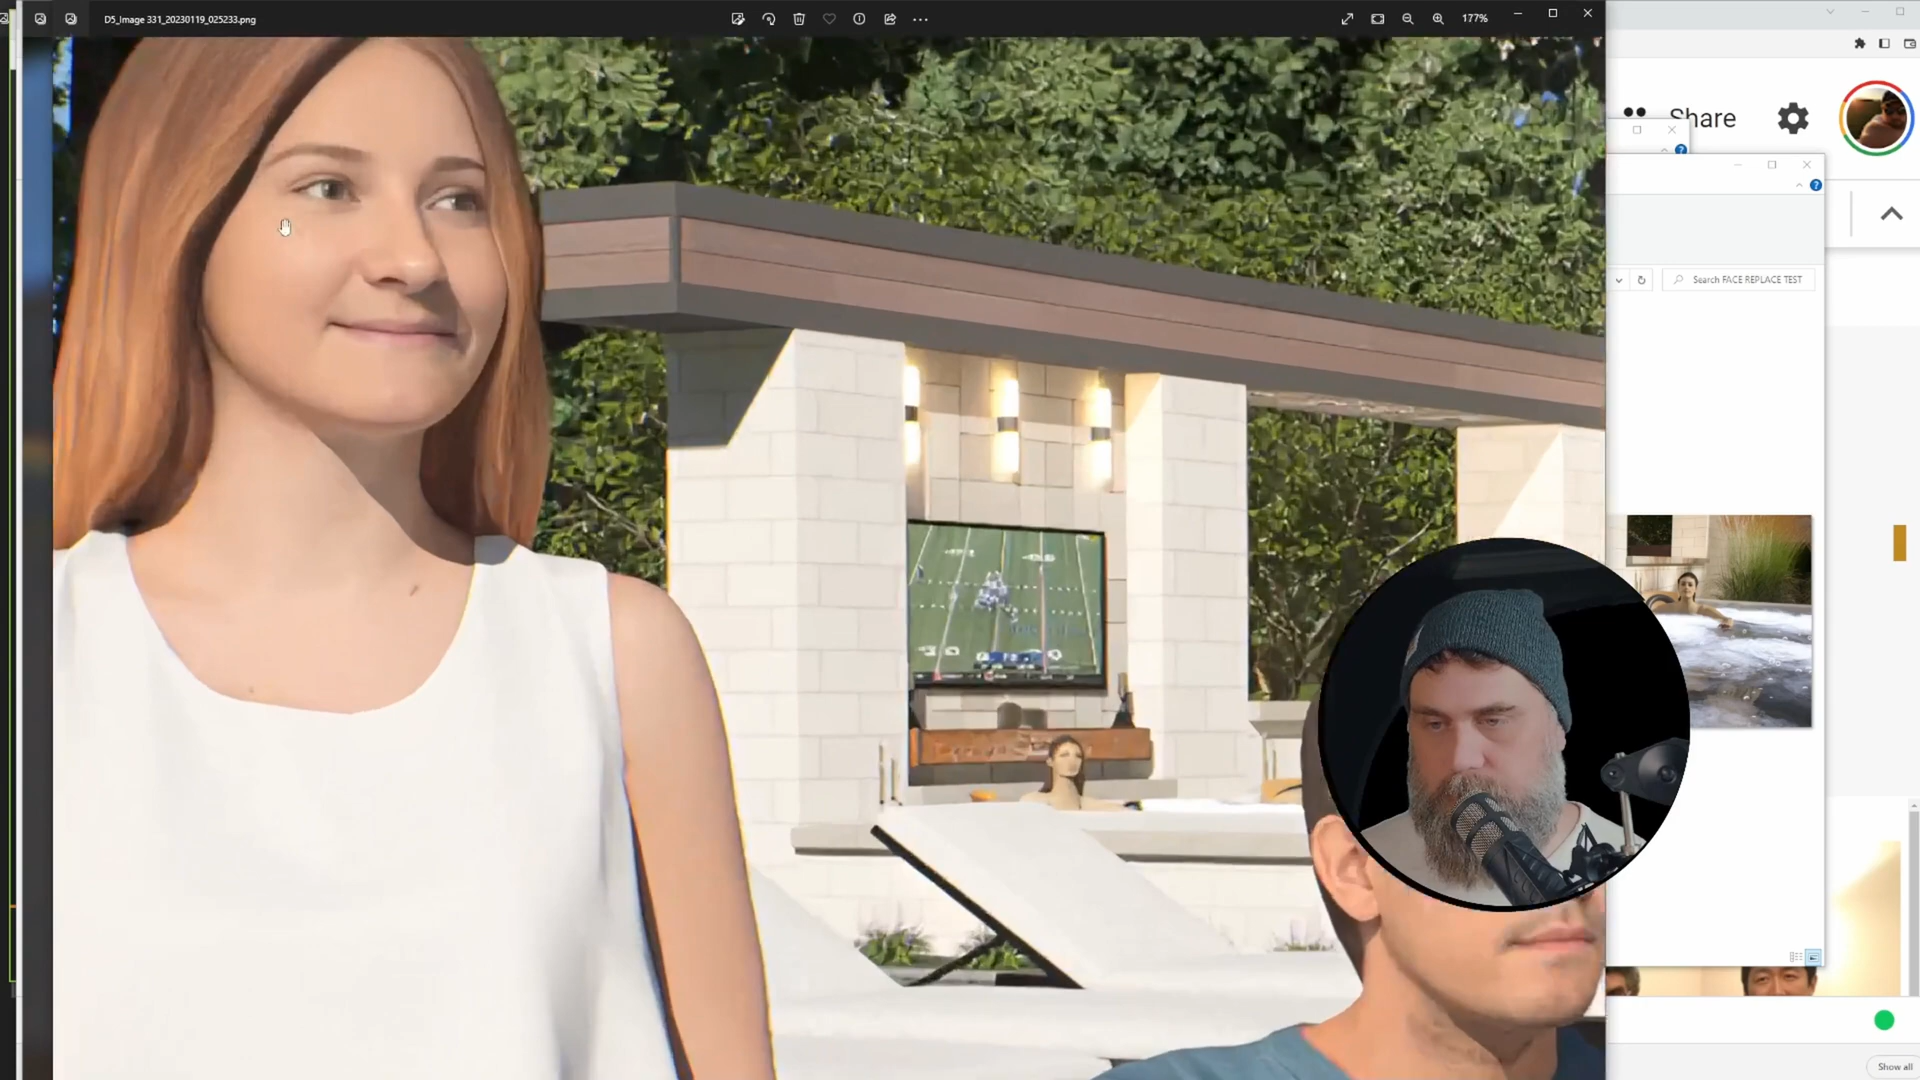 D5_Image 331_20230119_025233.png
177%
Share
Search FACE REPLACE TEST
Show all